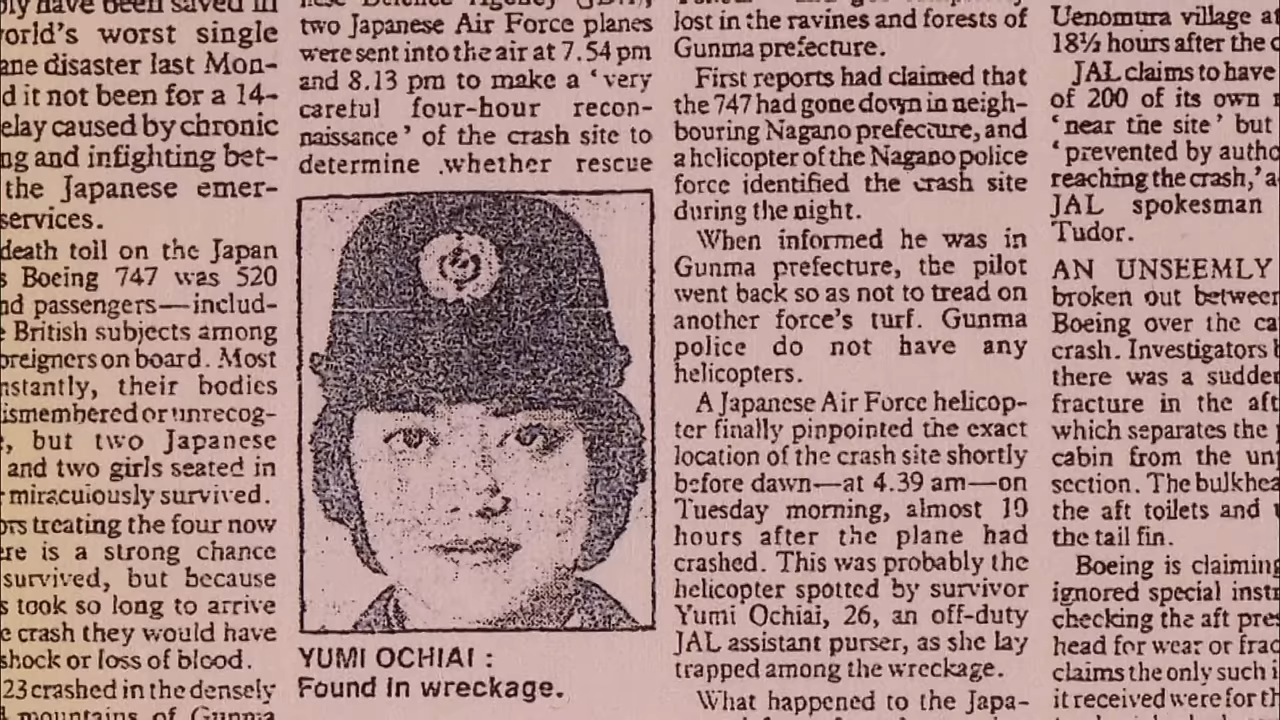 have been saved in
world's worst single
disaster last Mon-
it not been for a 14-
caused by chronic
and infighting bet-
the Japanese emer-
services.
death toll on the Japan
Boeing 747 was 520
passengers—includ-
British subjects among
on board. Most
instantly, their bodies
or unrecog-
but two Japanese
and two girls seated in
miraculously survived.
treating the four now
is a strong chance
survived, but because
took so long to arrive
crash they would have
shock or loss of blood.
23 crashed in the densely
mountains of Gunma
two Japanese Air Force planes
were sent into the air at 7.54 pm
and 8.13 pm to make a 'very
careful four-hour recon-
naissance' of the crash site to
determine whether rescue
YUMI OCHIAI :
Found in wreckage.
lost in the ravines and forests of
Gunma prefecture.
First reports had claimed that
the 747 had gone down in neigh-
bouring Nagano prefecture, and
a helicopter of the Nagano police
force identified the crash site
during the night.
When informed he was in
Gunma prefecture, the pilot
went back so as not to tread on
another force's turf. Gunma
police do not have any
helicopters.
A Japanese Air Force helicop-
ter finally pinpointed the exact
location of the crash site shortly
before dawn—at 4.39 am—on
Tuesday morning, almost 10
hours after the plane had
crashed. This was probably the
helicopter spotted by survivor
Yumi Ochiai, 26, an off-duty
JAL assistant purser, as she lay
trapped among the wreckage.
What happened to the Japa-
Uenomura village
18½ hours after the
JAL claims to have
of 200 of its own
'near the site' but
'prevented by
reaching the crash,'
JAL spokesman
Tudor.
AN UNSEEMLY
broken out between
Boeing over the
crash. Investigators
there was a
fracture in the aft
which separates the
cabin from the
section. The
the aft toilets and
the tail fin.
Boeing is claiming
ignored special
checking the aft
head for wear or
claims the only such
it received were for